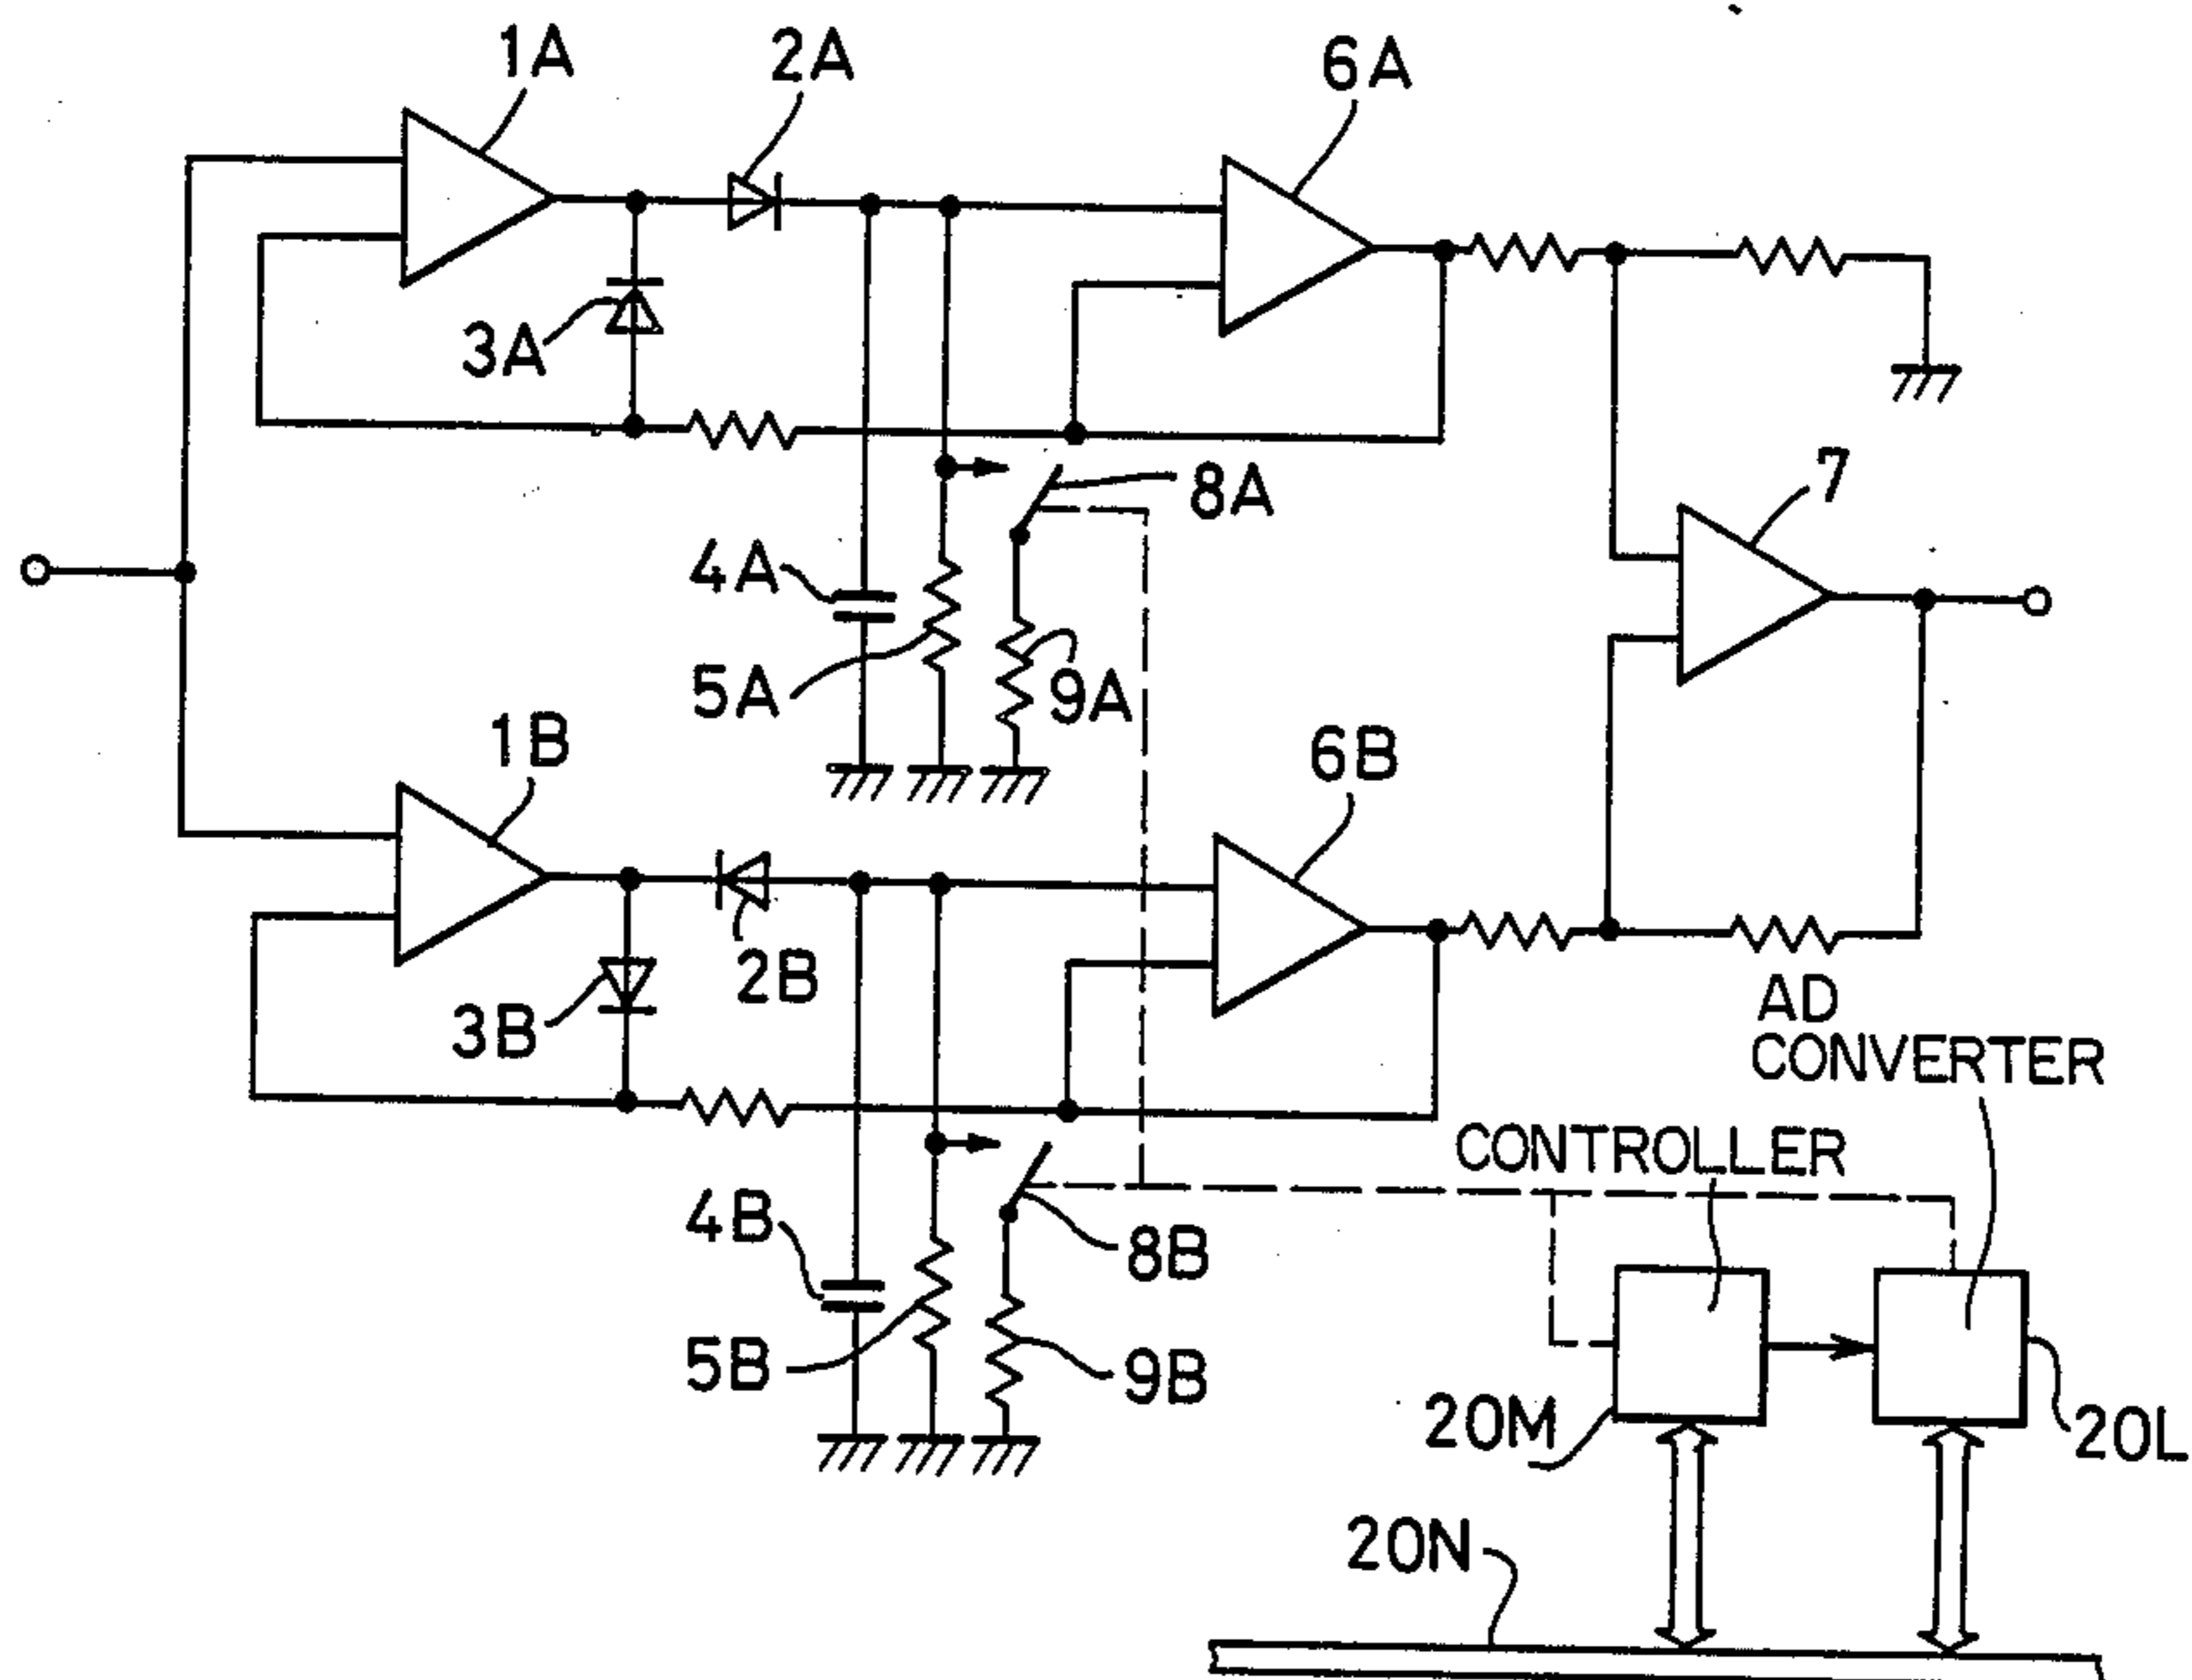 1A
2A
6A
3A
8A
7
4A
5A
9A
1B
6B
2B
3B
AD
CONVERTER
CONTROLLER
4B
8B
5B
9B
20M
20L
20N